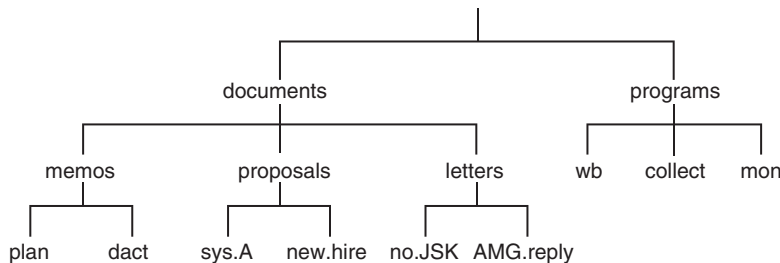 documents programs
memos proposals letters wb collect mon
plan dact sys.A new.hire no.JSK AMG.reply